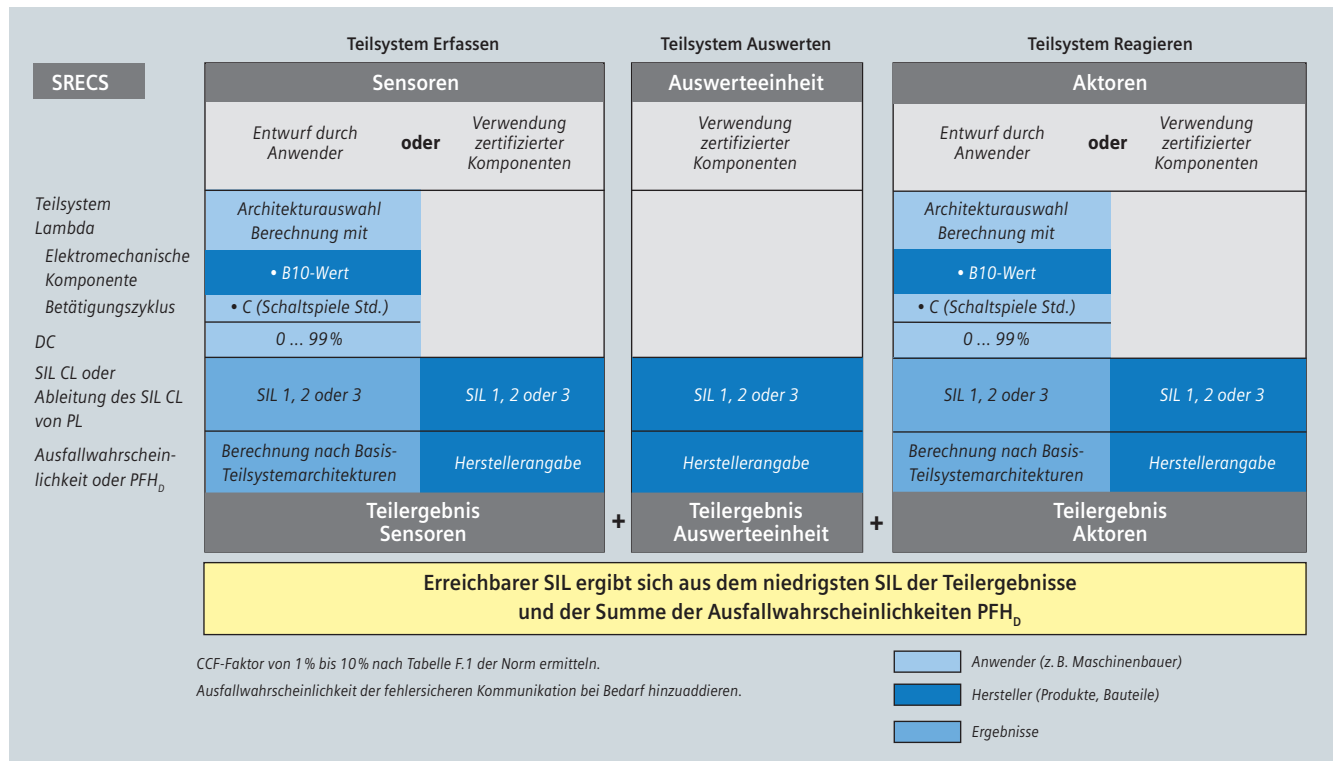 Teilsystem Erfassen
Teilsystem Auswerten
Teilsystem Reagieren
SRECS
Sensoren
Auswerteeinheit
Aktoren
Entwurf durch
Anwender
oder
Verwendung
zertifizierter
Komponenten
Verwendung
zertifizierter
Komponenten
Entwurf durch
Anwender
oder
Verwendung
zertifizierter
Komponenten
Teilsystem
Lambda
Architekturauswahl
Berechnung mit
Architekturauswahl
Berechnung mit
Elektromechanische
Komponente
• B10-Wert
• B10-Wert
Betätigungszyklus
• C (Schaltspiele Std.)
• C (Schaltspiele Std.)
DC
0 ... 99 %
0 ... 99 %
SIL CL oder
Ableitung des SIL CL
von PL
SIL 1, 2 oder 3
SIL 1, 2 oder 3
SIL 1, 2 oder 3
SIL 1, 2 oder 3
SIL 1, 2 oder 3
Ausfallwahrschein-
lichkeit oder PFH_D
Berechnung nach Basis-
Teilsystemarchitekturen
Herstellerangabe
Herstellerangabe
Berechnung nach Basis-
Teilsystemarchitekturen
Herstellerangabe
Teilergebnis
Sensoren
+
Teilergebnis
Auswerteeinheit
+
Teilergebnis
Aktoren
Erreichbarer SIL ergibt sich aus dem niedrigsten SIL der Teilergebnisse
und der Summe der Ausfallwahrscheinlichkeiten PFH_D
CCF-Faktor von 1 % bis 10 % nach Tabelle F.1 der Norm ermitteln.
Ausfallwahrscheinlichkeit der fehlersicheren Kommunikation bei Bedarf hinzuaddieren.
Anwender (z. B. Maschinenbauer)
Hersteller (Produkte, Bauteile)
Ergebnisse